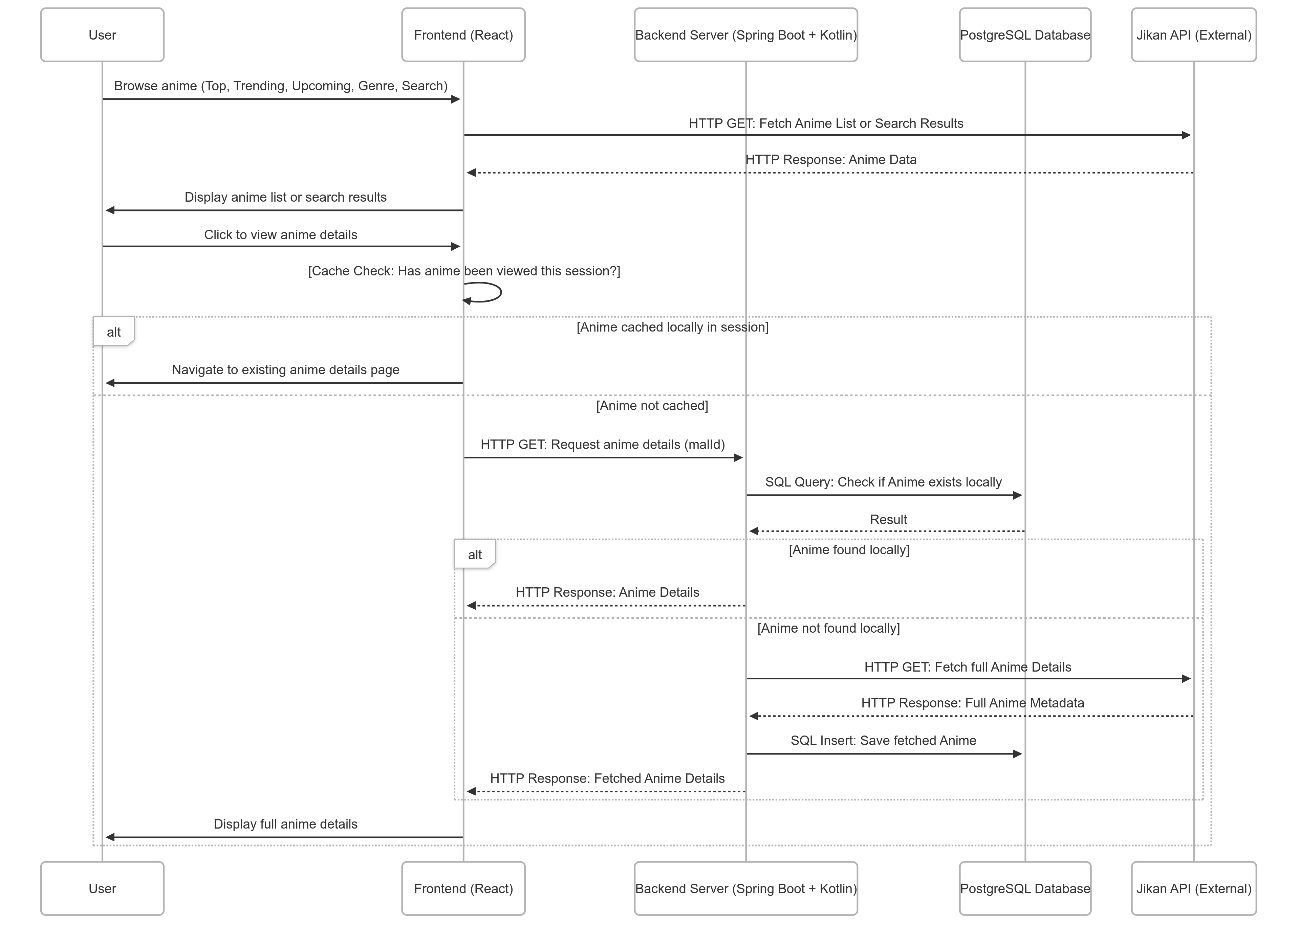 User
Frontend (React)
Backend Server (Spring Boot + Kotlin)
PostgreSQL Database
Jikan API (External)
Browse anime (Top, Trending, Upcoming, Genre, Search)
HTTP GET: Fetch Anime List or Search Results
HTTP Response: Anime Data
Display anime list or search results
Click to view anime details
[Cache Check: Has anime been viewed this session?]
alt
[Anime cached locally in session]
Navigate to existing anime details page
[Anime not cached]
HTTP GET: Request anime details (malId)
SQL Query: Check if Anime exists locally
Result
alt
[Anime found locally]
HTTP Response: Anime Details
[Anime not found locally]
HTTP GET: Fetch full Anime Details
HTTP Response: Full Anime Metadata
SQL Insert: Save fetched Anime
HTTP Response: Fetched Anime Details
Display full anime details
User
Frontend (React)
Backend Server (Spring Boot + Kotlin)
PostgreSQL Database
Jikan API (External)